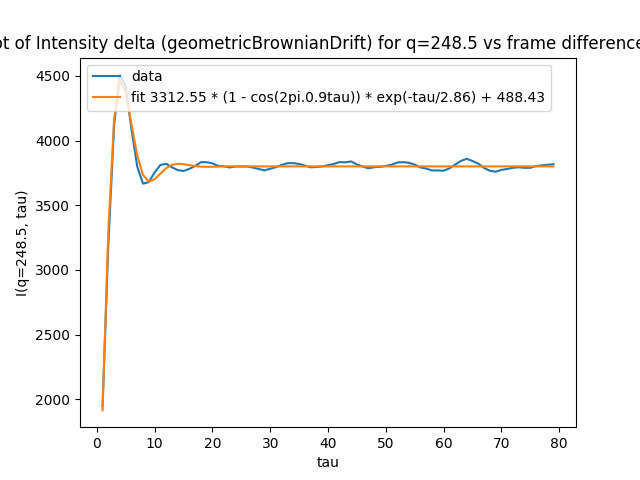 ot of Intensity delta (geometricBrownianDrift) for q=248.5 vs frame difference
data
fit 3312.55 * (1 - cos(2pi.0.9tau)) * exp(-tau/2.86) + 488.43
4500
4000
3500
3000
2500
2000
I(q=248.5, tau)
0 10 20 30 40 50 60 70 80
tau